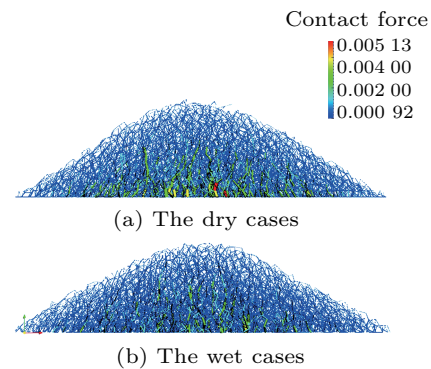 Contact force
0.005 13
0.004 00
0.002 00
0.000 92
(a) The dry cases
(b) The wet cases